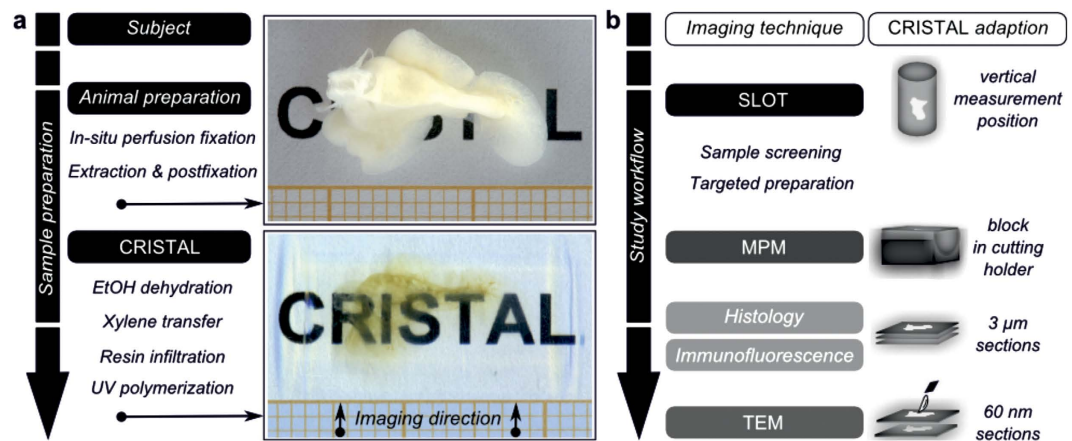 a
Subject
Animal preparation
In-situ perfusion fixation
Extraction & postfixation
Sample preparation
CRISTAL
EtOH dehydration
Xylene transfer
Resin infiltration
UV polymerization
C
L
CRISTAL
Imaging direction
b
Imaging technique
CRISTAL adaption
Study workflow
SLOT
vertical
measurement
position
Sample screening
Targeted preparation
MPM
block
in cutting
holder
Histology
Immunofluorescence
3 µm
sections
TEM
60 nm
sections